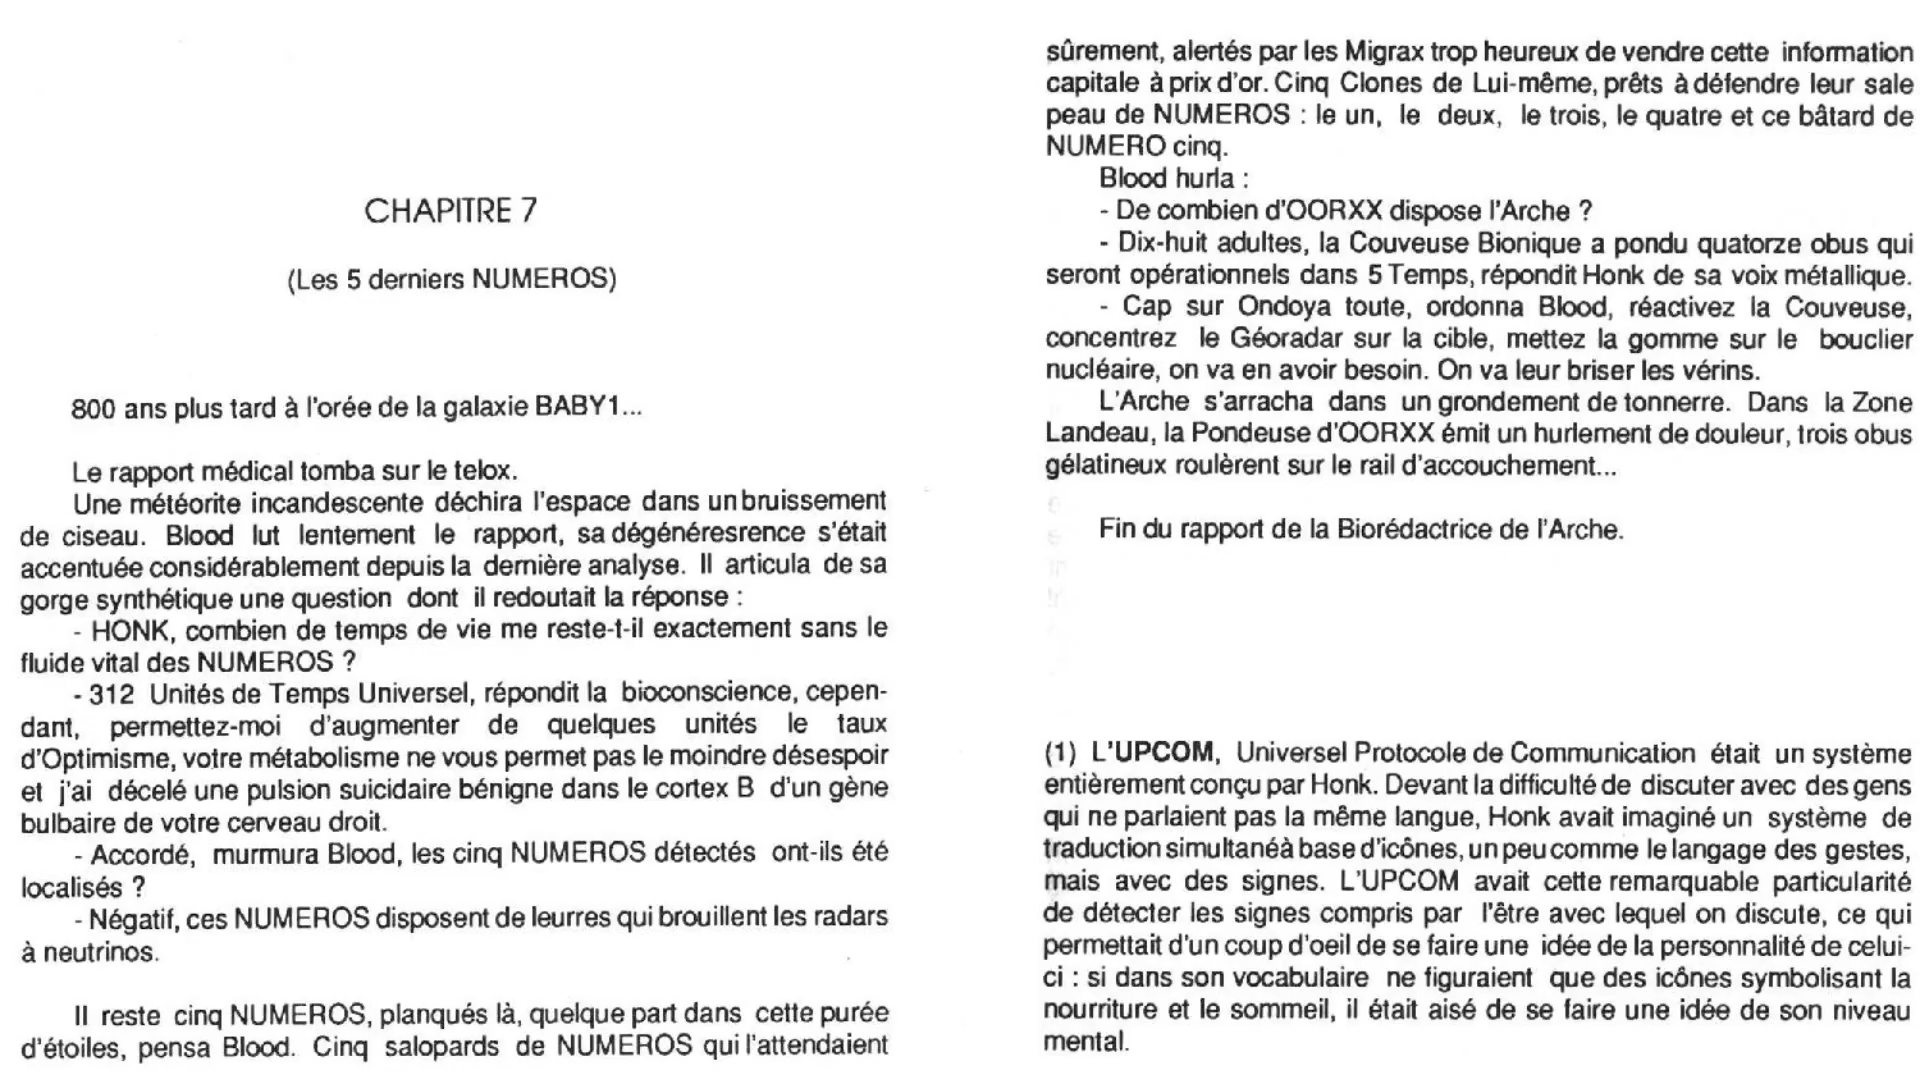 CHAPITRE 7
(Les 5 derniers NUMEROS)
800 ans plus tard à l'orée de la galaxie BABY1...
Le rapport médical tomba sur le telox.
Une météorite incandescente déchira l'espace dans un bruissement
de ciseau. Blood lut lentement le rapport, sa dégénéresrence s'était
accentuée considérablement depuis la dernière analyse. Il articula de sa
gorge synthétique une question dont il redoutait la réponse :
- HONK, combien de temps de vie me reste-t-il exactement sans le
fluide vital des NUMEROS ?
- 312 Unités de Temps Universel, répondit la bioconscience, cepen-
dant, permettez-moi d'augmenter de quelques unités le taux
d'Optimisme, votre métabolisme ne vous permet pas le moindre désespoir
et j'ai décelé une pulsion suicidaire bénigne dans le cortex B d'un gène
bulbaire de votre cerveau droit.
- Accordé, murmura Blood, les cinq NUMEROS détectés ont-ils été
localisés ?
- Négatif, ces NUMEROS disposent de leurres qui brouillent les radars
à neutrinos.
Il reste cinq NUMEROS, planqués là, quelque part dans cette purée
d'étoiles, pensa Blood. Cinq salopards de NUMEROS qui l'attendaient
sûrement, alertés par les Migrax trop heureux de vendre cette information
capitale à prix d'or. Cinq Clones de Lui-même, prêts à défendre leur sale
peau de NUMEROS : le un, le deux, le trois, le quatre et ce bâtard de
NUMERO cinq.
Blood hurla :
- De combien d'OORXX dispose l'Arche ?
- Dix-huit adultes, la Couveuse Bionique a pondu quatorze obus qui
seront opérationnels dans 5 Temps, répondit Honk de sa voix métallique.
- Cap sur Ondoya toute, ordonna Blood, réactivez la Couveuse,
concentrez le Géoradar sur la cible, mettez la gomme sur le bouclier
nucléaire, on va en avoir besoin. On va leur briser les vérins.
L'Arche s'arracha dans un grondement de tonnerre. Dans la Zone
Landeau, la Pondeuse d'OORXX émit un hurlement de douleur, trois obus
gélatineux roulèrent sur le rail d'accouchement...
Fin du rapport de la Biorédactrice de l'Arche.
(1) L'UPCOM, Universel Protocole de Communication était un système
entièrement conçu par Honk. Devant la difficulté de discuter avec des gens
qui ne parlaient pas la même langue, Honk avait imaginé un système de
traduction simultané à base d'icônes, un peu comme le langage des gestes,
mais avec des signes. L'UPCOM avait cette remarquable particularité
de détecter les signes compris par l'être avec lequel on discute, ce qui
permettait d'un coup d'oeil de se faire une idée de la personnalité de celui-
ci : si dans son vocabulaire ne figuraient que des icônes symbolisant la
nourriture et le sommeil, il était aisé de se faire une idée de son niveau
mental.